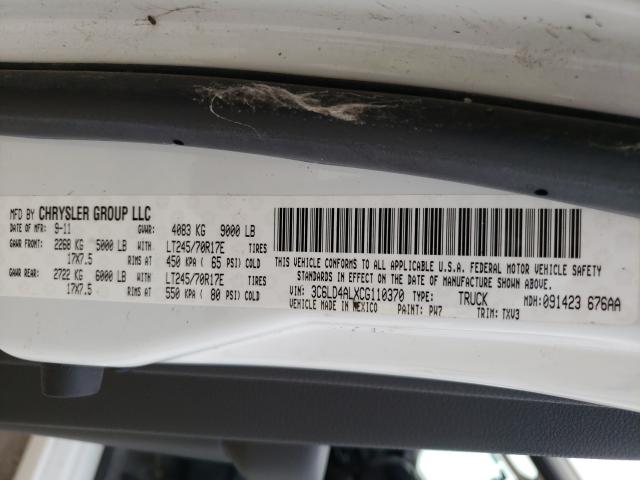 MFD BY CHRYSLER GROUP LLC
DATE OF MFR: 9-11 GVWR: 4083 KG 9000 LB
GAWR FRONT: 2268 KG 5000 LB WITH LT245/70R17E TIRES
17X7.5 RIMS AT 450 KPA ( 65 PSI) COLD
GAWR REAR: 2722 KG 6000 LB WITH LT245/70R17E TIRES
17X7.5 RIMS AT 550 KPA ( 80 PSI) COLD
THIS VEHICLE CONFORMS TO ALL APPLICABLE U.S.A. FEDERAL MOTOR VEHICLE SAFETY
STANDARDS IN EFFECT ON THE DATE OF MANUFACTURE SHOWN ABOVE.
VIN: 3C6LD4ALXCG110370 TYPE: TRUCK MDH: 091423 676AA
VEHICLE MADE IN MEXICO PAINT: PW7 TRIM: TXV3